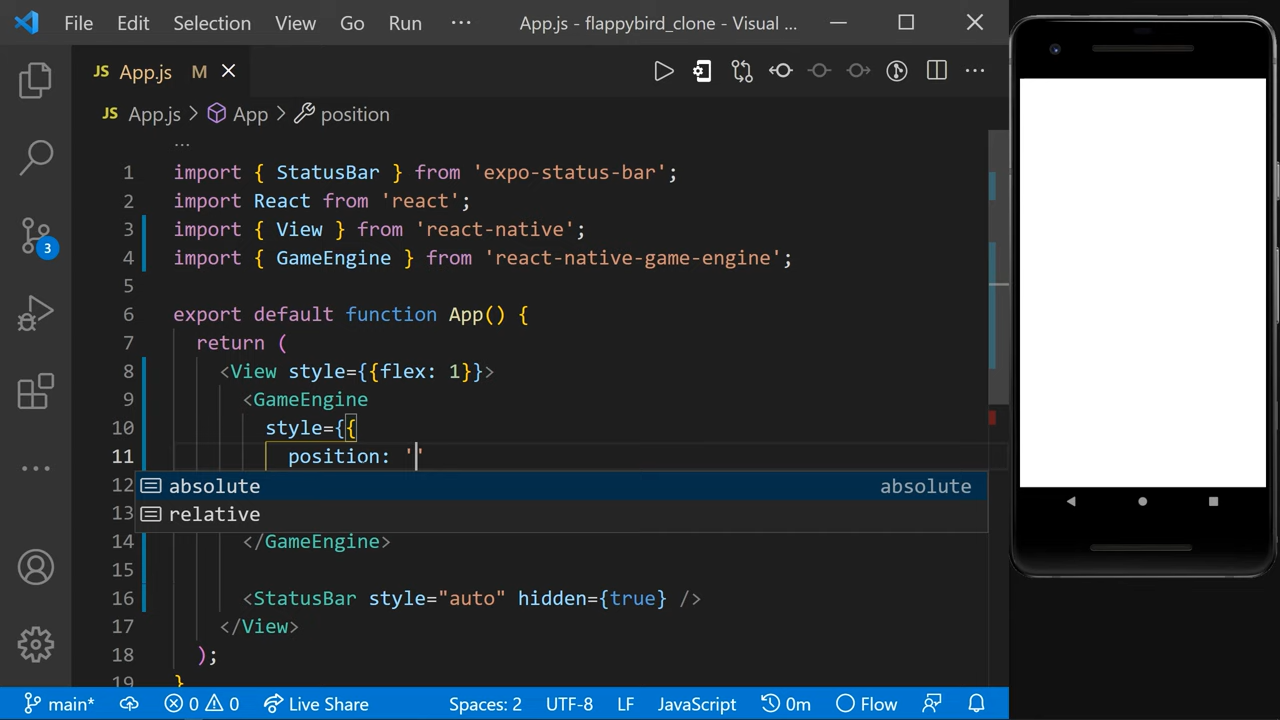 File Edit Selection View Go Run ··· App.js - flappybird_clone - Visual ...
JS App.js M
JS App.js > App > position
...
1 import { StatusBar } from 'expo-status-bar';
2 import React from 'react';
3 import { View } from 'react-native';
4 import { GameEngine } from 'react-native-game-engine';
5
6 export default function App() {
7 return (
8 <View style={{flex: 1}}>
9 <GameEngine
10 style={{
11 position: ''
12 absolute absolute
13 relative
14 </GameEngine>
15
16 <StatusBar style="auto" hidden={true} />
17 </View>
18 );
19 }
3
main* 0 0 Live Share Spaces: 2 UTF-8 LF JavaScript 0m Flow